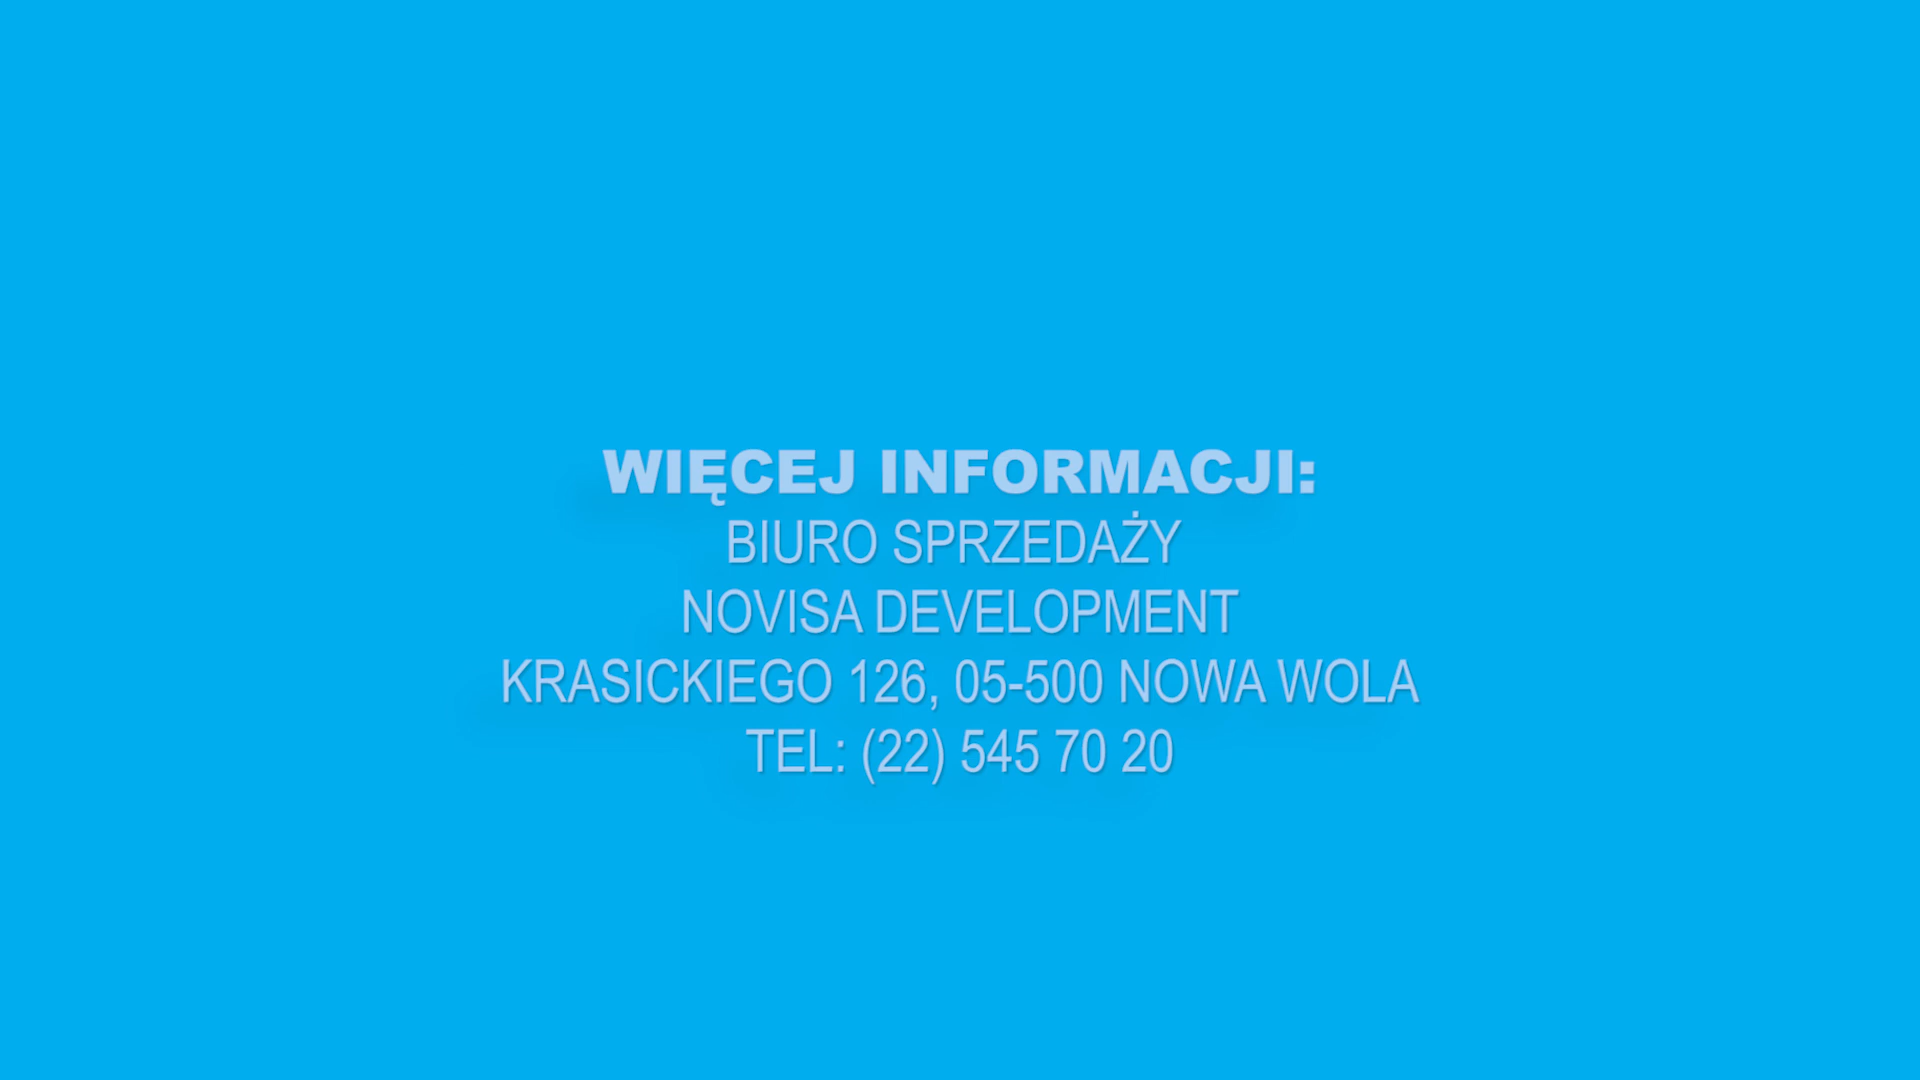 WIĘCEJ INFORMACJI:
BIURO SPRZEDAŻY
NOVISA DEVELOPMENT
KRASICKIEGO 126, 05-500 NOWA WOLA
TEL: (22) 545 70 20